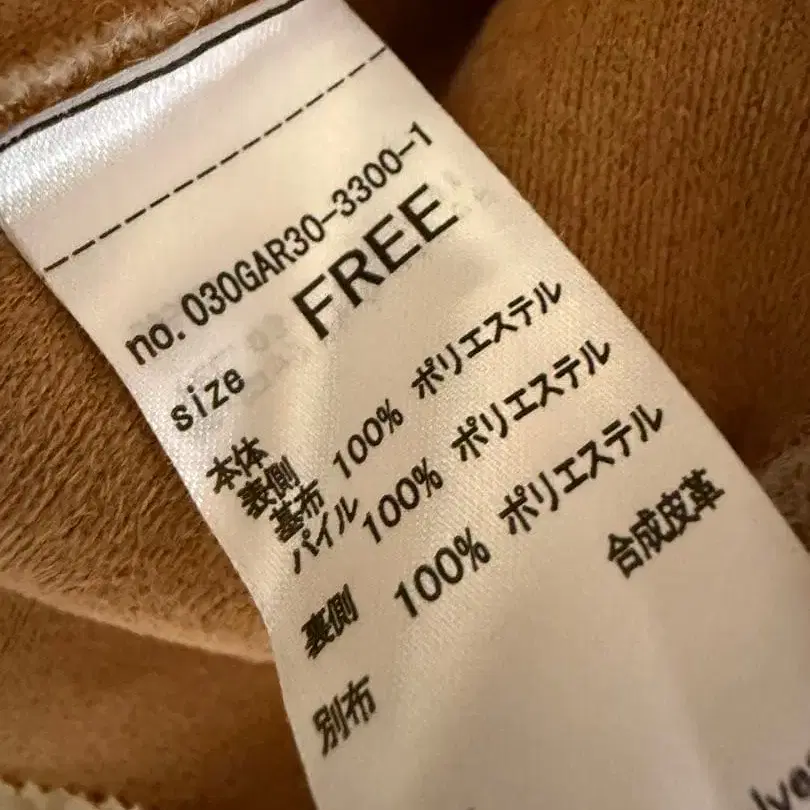 no. 030GAR30-3300-1
size FREE
本体
表側
基布 100% ポリエステル
パイル 100% ポリエステル
裏側 100% ポリエステル
別布 合成皮革